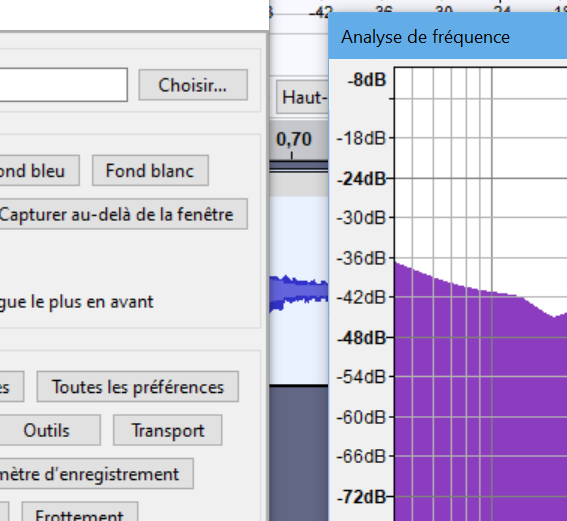 -42 -36 -30 -24 -18
Analyse de fréquence
Choisir...
Haut-
0,70
ond bleu Fond blanc
Capturer au-delà de la fenêtre
gue le plus en avant
es Toutes les préférences
Outils Transport
mètre d'enregistrement
Frottement
-8dB
-18dB
-24dB
-30dB
-36dB
-42dB
-48dB
-54dB
-60dB
-66dB
-72dB